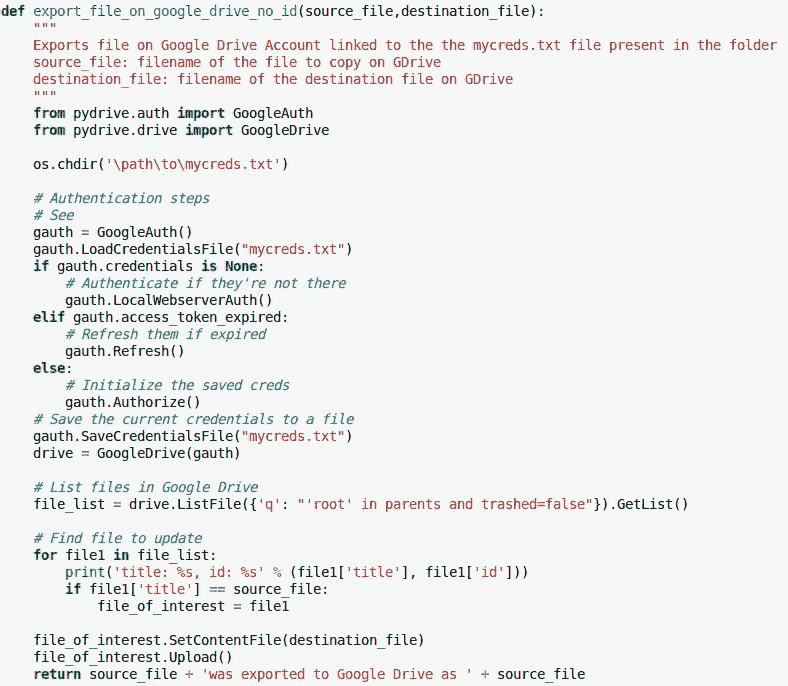 def export_file_on_google_drive_no_id(source_file,destination_file):
    """
    Exports file on Google Drive Account linked to the the mycreds.txt file present in the folder
    source_file: filename of the file to copy on GDrive
    destination_file: filename of the destination file on GDrive
    """
    from pydrive.auth import GoogleAuth
    from pydrive.drive import GoogleDrive

    os.chdir('\path\to\mycreds.txt')

    # Authentication steps
    # See
    gauth = GoogleAuth()
    gauth.LoadCredentialsFile("mycreds.txt")
    if gauth.credentials is None:
        # Authenticate if they're not there
        gauth.LocalWebserverAuth()
    elif gauth.access_token_expired:
        # Refresh them if expired
        gauth.Refresh()
    else:
        # Initialize the saved creds
        gauth.Authorize()
    # Save the current credentials to a file
    gauth.SaveCredentialsFile("mycreds.txt")
    drive = GoogleDrive(gauth)

    # List files in Google Drive
    file_list = drive.ListFile({'q': "'root' in parents and trashed=false"}).GetList()

    # Find file to update
    for file1 in file_list:
        print('title: %s, id: %s' % (file1['title'], file1['id']))
        if file1['title'] == source_file:
            file_of_interest = file1

    file_of_interest.SetContentFile(destination_file)
    file_of_interest.Upload()
    return source_file + 'was exported to Google Drive as ' + source_file